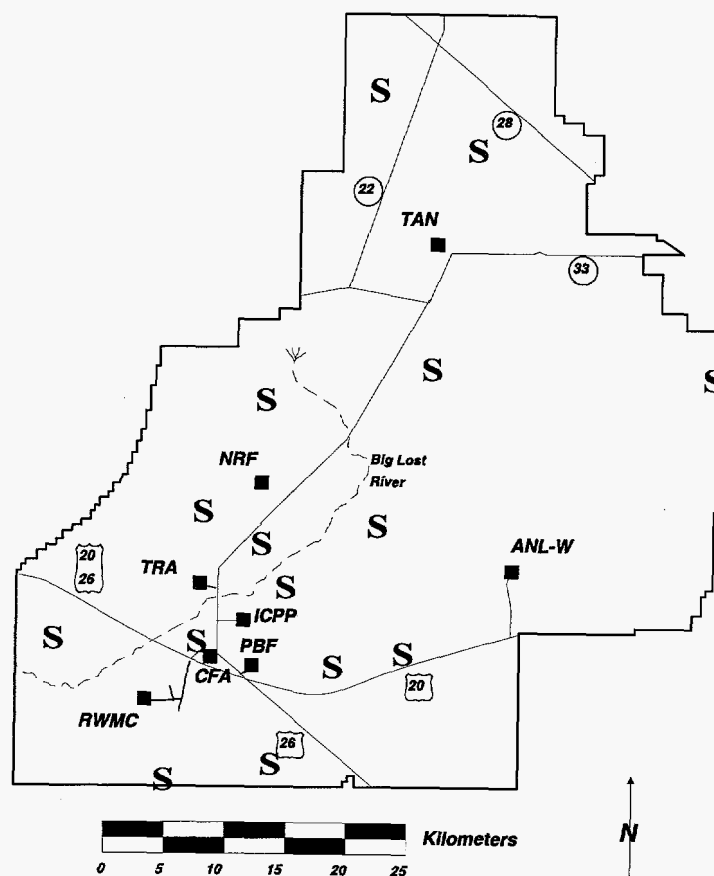 S
28
S
22
TAN
33
S
S
S
NRF
Big Lost
River
S
S
S
20
26
TRA
ANL-W
S
ICPP
S
S
PBF
S
S
CFA
20
RWMC
26
S
S
Kilometers
N
0 5 10 15 20 25